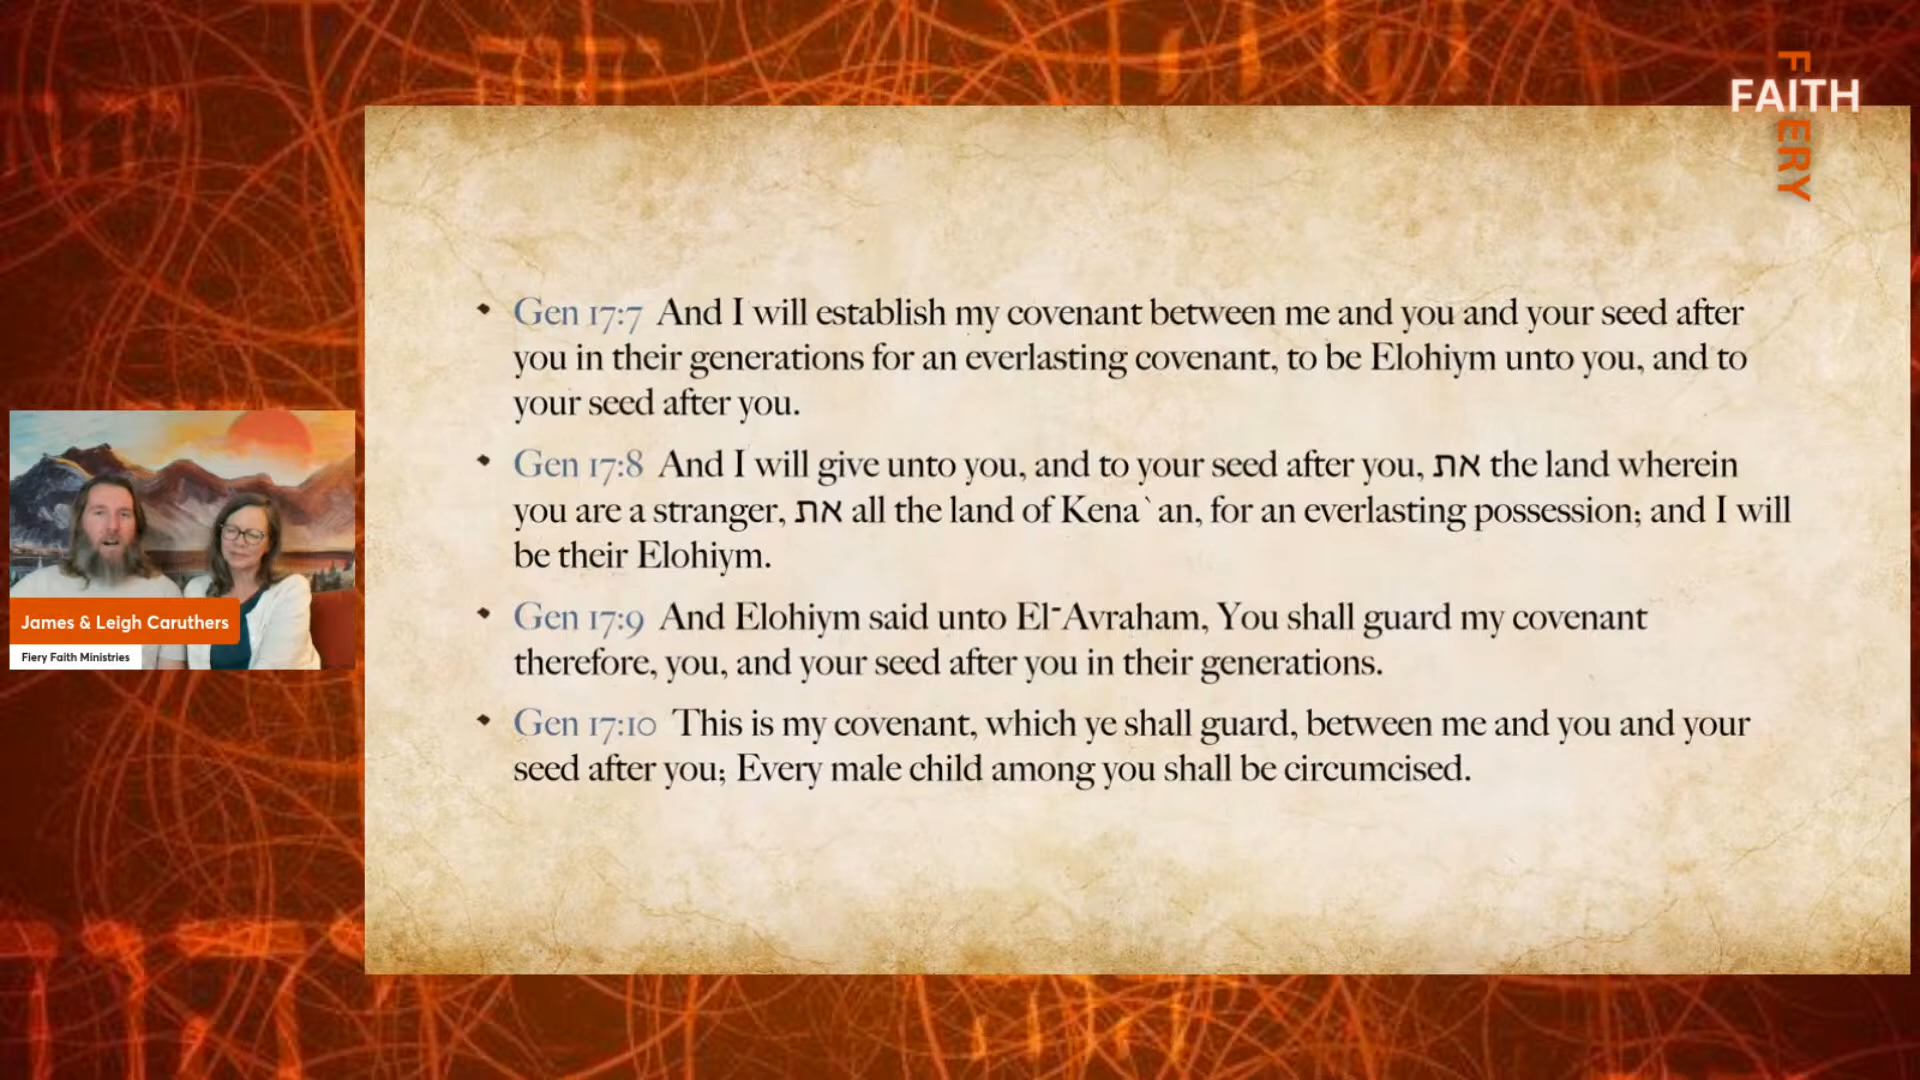 FIERY
FAITH
• Gen 17:7 And I will establish my covenant between me and you and your seed after
you in their generations for an everlasting covenant, to be Elohiym unto you, and to
your seed after you.
• Gen 17:8 And I will give unto you, and to your seed after you, את the land wherein
you are a stranger, את all the land of Kena`an, for an everlasting possession; and I will
be their Elohiym.
• Gen 17:9 And Elohiym said unto El-Avraham, You shall guard my covenant
therefore, you, and your seed after you in their generations.
• Gen 17:10 This is my covenant, which ye shall guard, between me and you and your
seed after you; Every male child among you shall be circumcised.
James & Leigh Caruthers
Fiery Faith Ministries